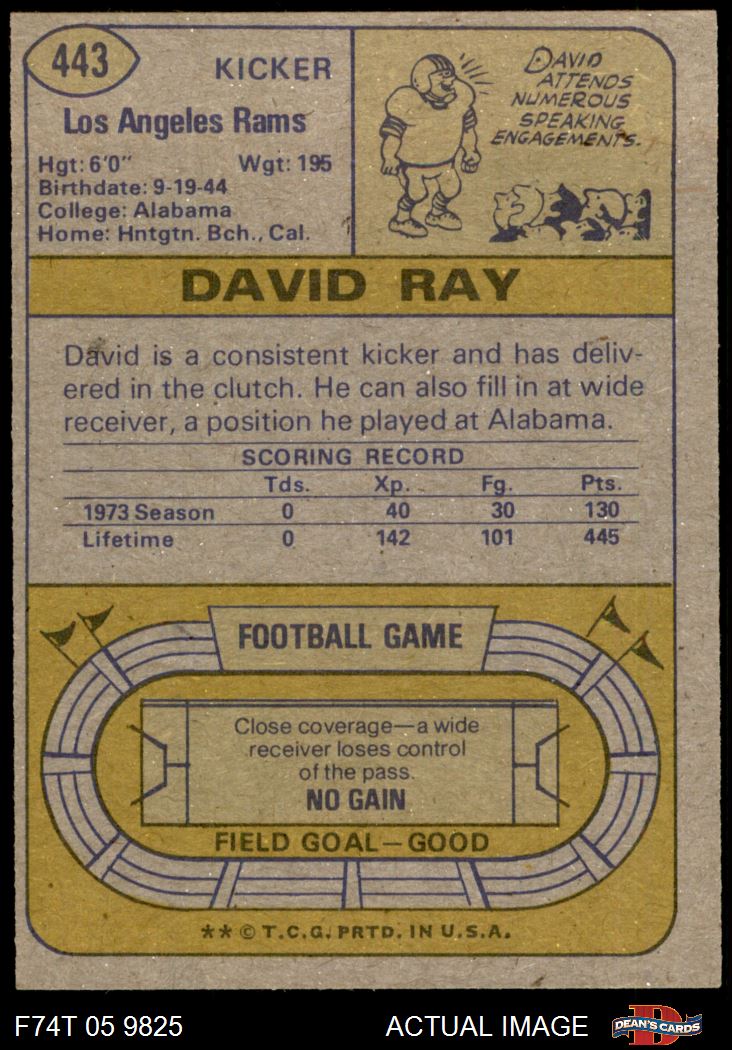 443
KICKER
Los Angeles Rams
Hgt: 6'0" Wgt: 195
Birthdate: 9-19-44
College: Alabama
Home: Hntgtn. Bch., Cal.
DAVID
ATTENDS
NUMEROUS
SPEAKING
ENGAGEMENTS.
DAVID RAY
David is a consistent kicker and has deliv-
ered in the clutch. He can also fill in at wide
receiver, a position he played at Alabama.
SCORING RECORD
Tds. Xp. Fg. Pts.
1973 Season 0 40 30 130
Lifetime 0 142 101 445
FOOTBALL GAME
Close coverage—a wide
receiver loses control
of the pass.
NO GAIN
FIELD GOAL—GOOD
** © T.C.G. PRTD. IN U.S.A.
F74T 05 9825 ACTUAL IMAGE
D
DEAN'S CARDS